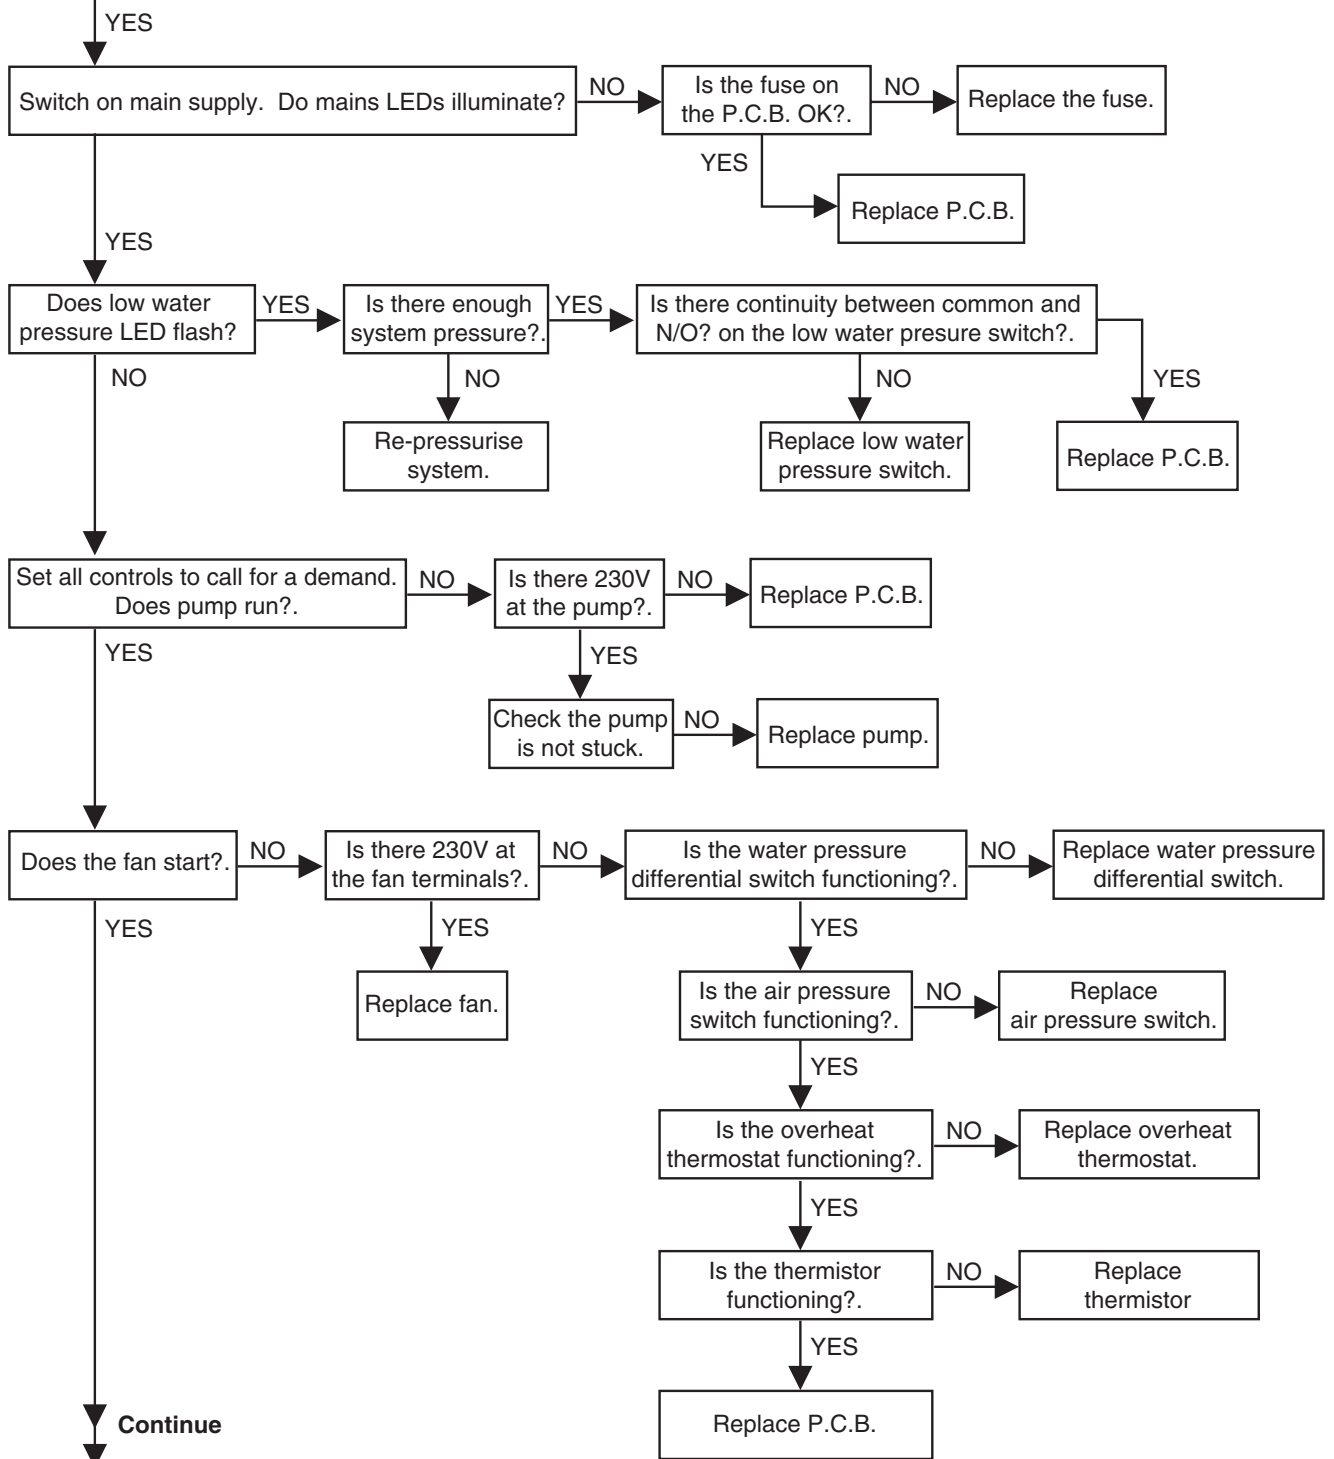 YES
Switch on main supply.  Do mains LEDs illuminate?
NO
Is the fuse on
the P.C.B. OK?.
NO
Replace the fuse.
YES
Replace P.C.B.
YES
Does low water
pressure LED flash?
YES
Is there enough
system pressure?.
YES
Is there continuity between common and
N/O? on the low water presure switch?.
NO
NO
NO
YES
Re-pressurise
system.
Replace low water
pressure switch.
Replace P.C.B.
Set all controls to call for a demand.
Does pump run?.
NO
Is there 230V
at the pump?.
NO
Replace P.C.B.
YES
YES
Check the pump
is not stuck.
NO
Replace pump.
Does the fan start?.
NO
Is there 230V at
the fan terminals?.
NO
Is the water pressure
differential switch functioning?.
NO
Replace water pressure
differential switch.
YES
YES
YES
Replace fan.
Is the air pressure
switch functioning?.
NO
Replace
air pressure switch.
YES
Is the overheat
thermostat functioning?.
NO
Replace overheat
thermostat.
YES
Is the thermistor
functioning?.
NO
Replace
thermistor
YES
Replace P.C.B.
Continue